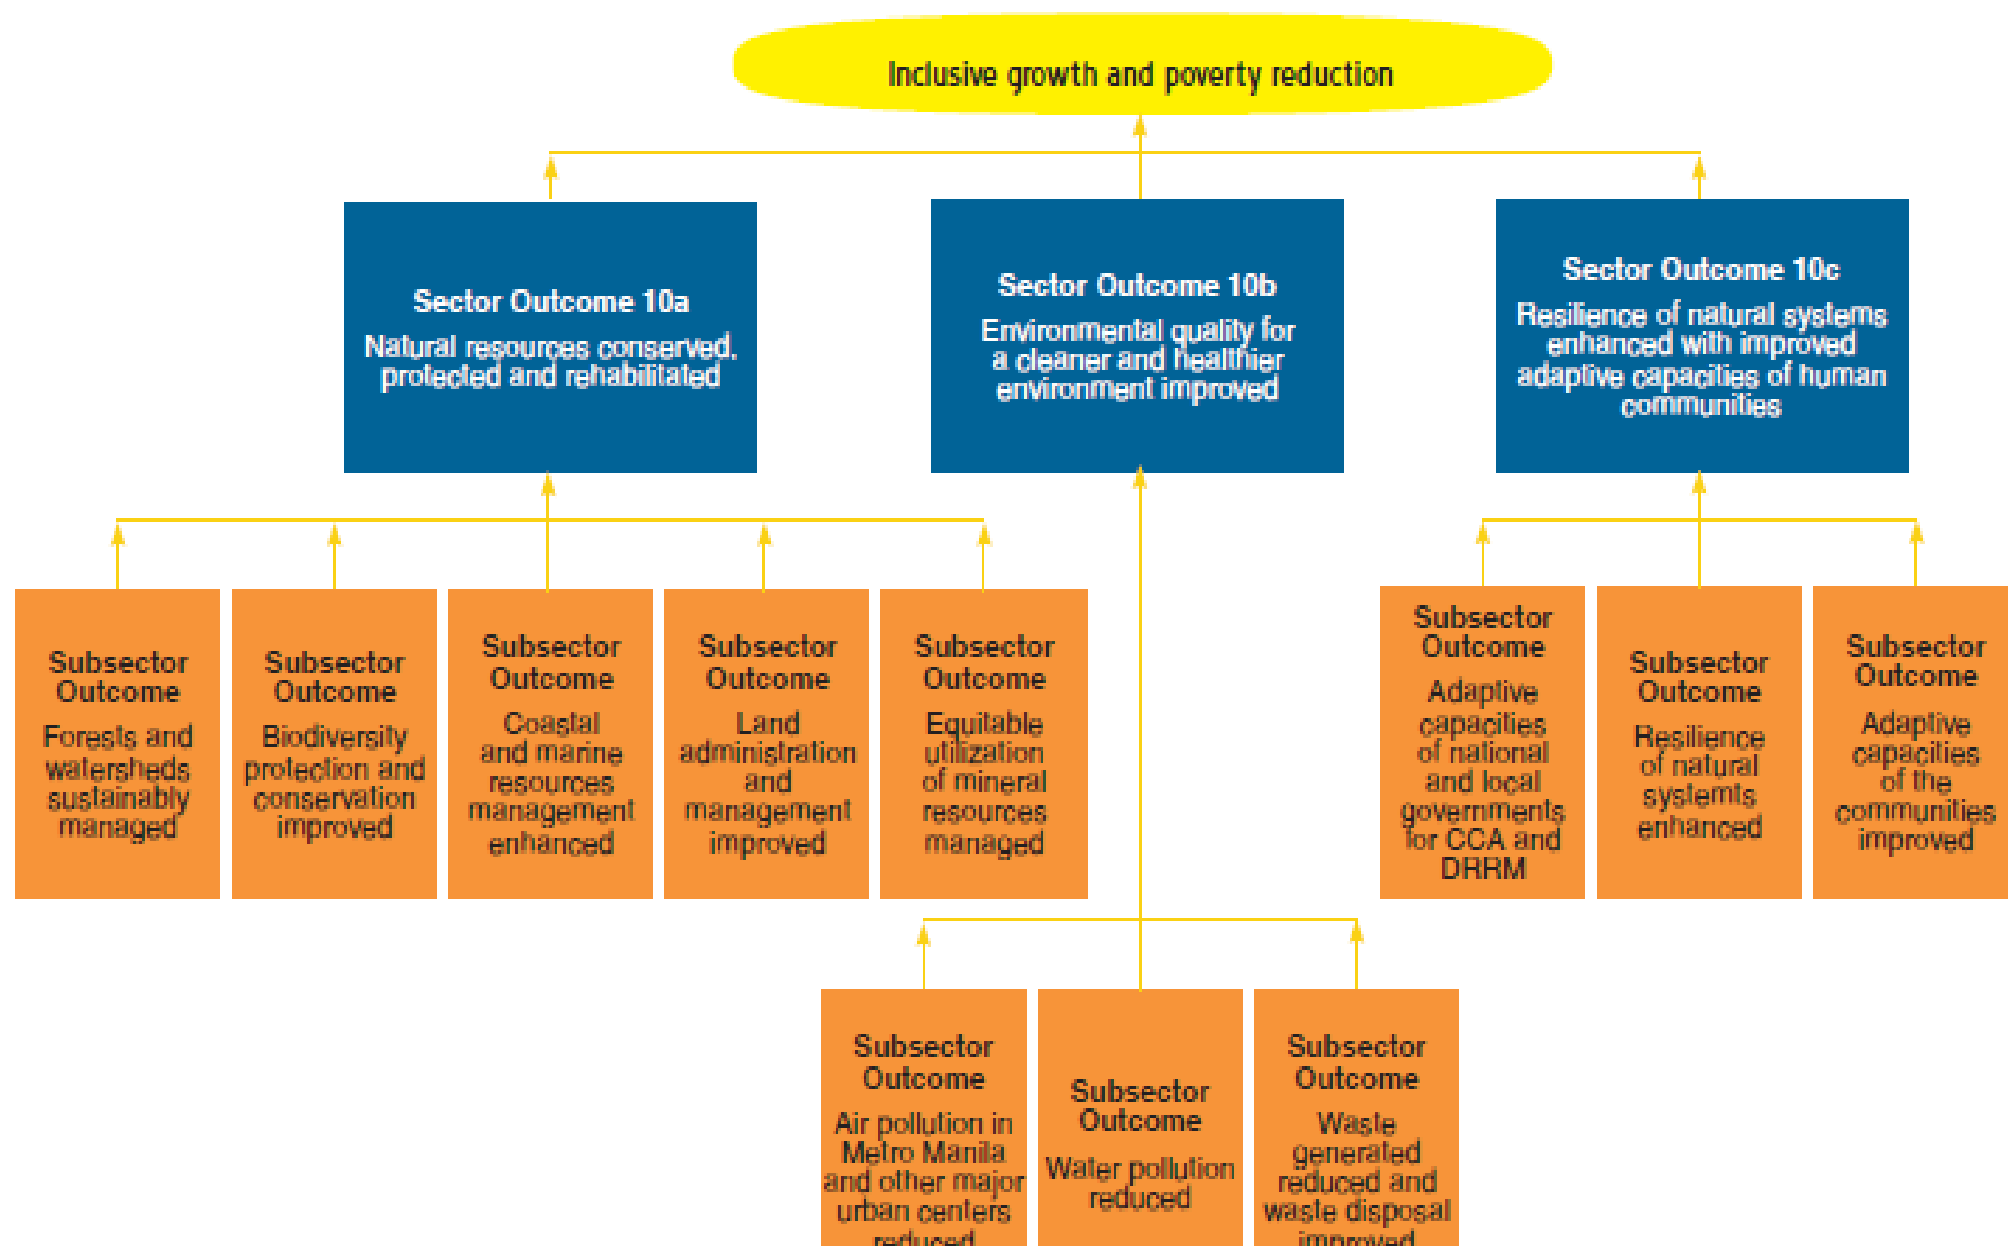 Inclusive growth and poverty reduction
Sector Outcome 10a
Natural resources conserved,
protected and rehabilitated
Sector Outcome 10b
Environmental quality for
a cleaner and healthier
environment improved
Sector Outcome 10c
Resilience of natural systems
enhanced with improved
adaptive capacities of human
communities
Subsector
Outcome
Forests and
watersheds
sustainably
managed
Subsector
Outcome
Biodiversity
protection and
conservation
improved
Subsector
Outcome
Coastal
and marine
resources
management
enhanced
Subsector
Outcome
Land
administration
and
management
improved
Subsector
Outcome
Equitable
utilization
of mineral
resources
managed
Subsector
Outcome
Adaptive
capacities
of national
and local
governments
for CCA and
DRRM
Subsector
Outcome
Resilience
of natural
systemts
enhanced
Subsector
Outcome
Adaptive
capacities
of the
communities
improved
Subsector
Outcome
Air pollution in
Metro Manila
and other major
urban centers
reduced
Subsector
Outcome
Water pollution
reduced
Subsector
Outcome
Waste
generated
reduced and
waste disposal
improved